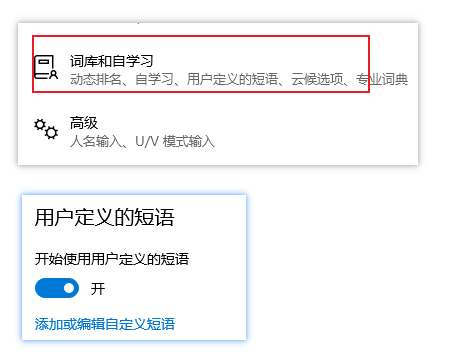 词库和自学习
动态排名、自学习、用户定义的短语、云候选项、专业词典
高级
人名输入、U/V 模式输入
用户定义的短语
开始使用用户定义的短语
开
添加或编辑自定义短语